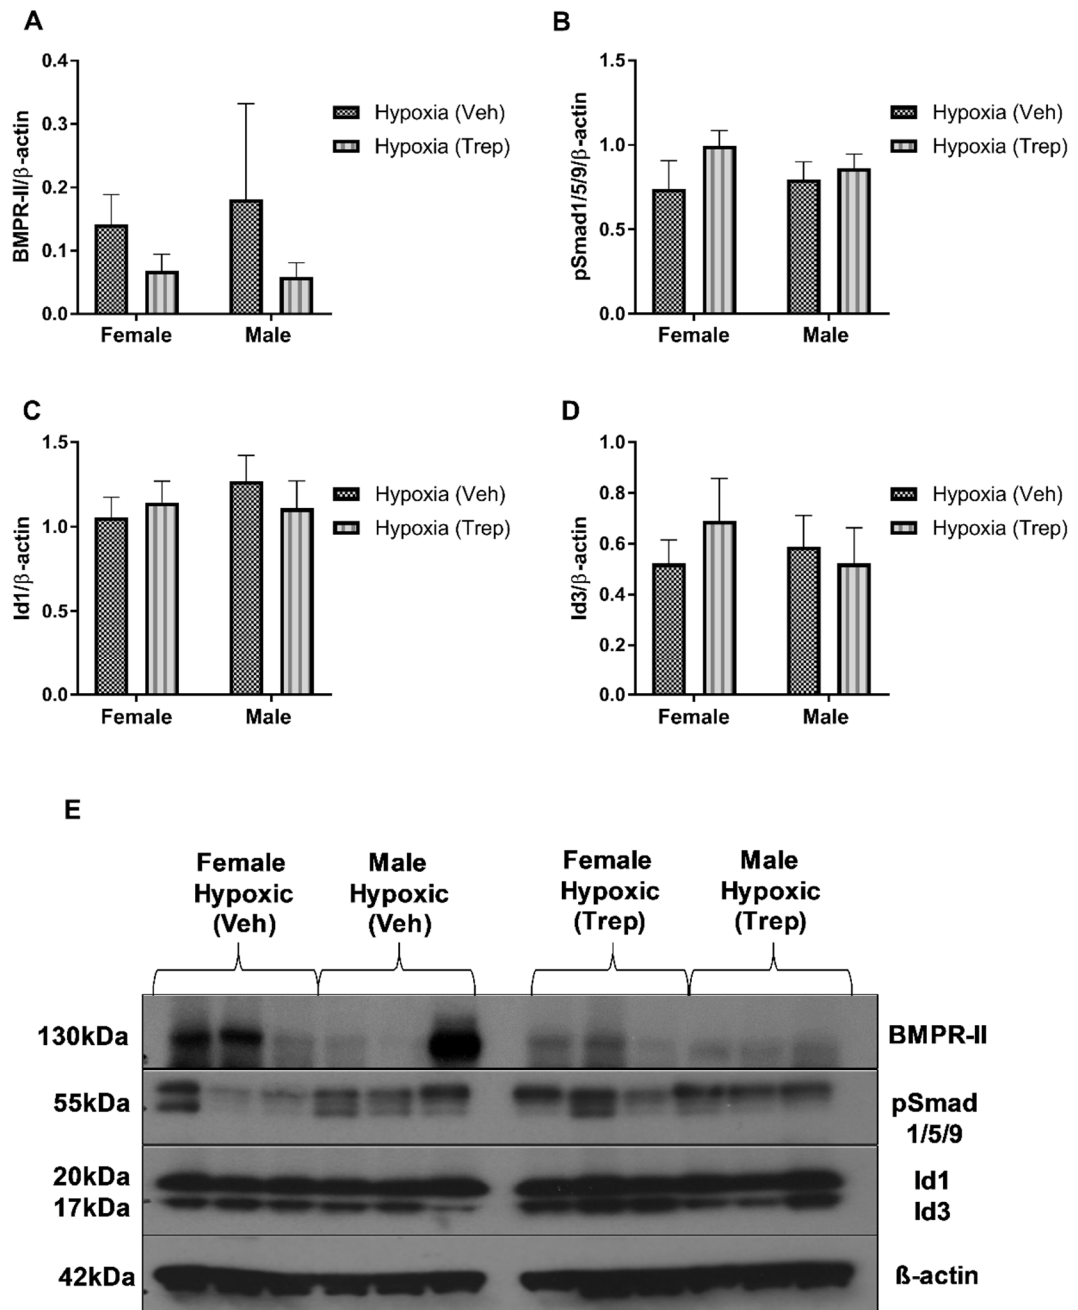 A
BMPR-II/β-actin
0.4
0.3
0.2
0.1
0.0
Female
Male
Hypoxia (Veh)
Hypoxia (Trep)
B
pSmad1/5/9/β-actin
1.5
1.0
0.5
0.0
Female
Male
Hypoxia (Veh)
Hypoxia (Trep)
C
Id1/β-actin
1.5
1.0
0.5
0.0
Female
Male
Hypoxia (Veh)
Hypoxia (Trep)
D
Id3/β-actin
1.0
0.8
0.6
0.4
0.2
0.0
Female
Male
Hypoxia (Veh)
Hypoxia (Trep)
E
Female
Hypoxic
(Veh)
Male
Hypoxic
(Veh)
Female
Hypoxic
(Trep)
Male
Hypoxic
(Trep)
130kDa
BMPR-II
55kDa
pSmad
1/5/9
20kDa
Id1
17kDa
Id3
42kDa
ß-actin